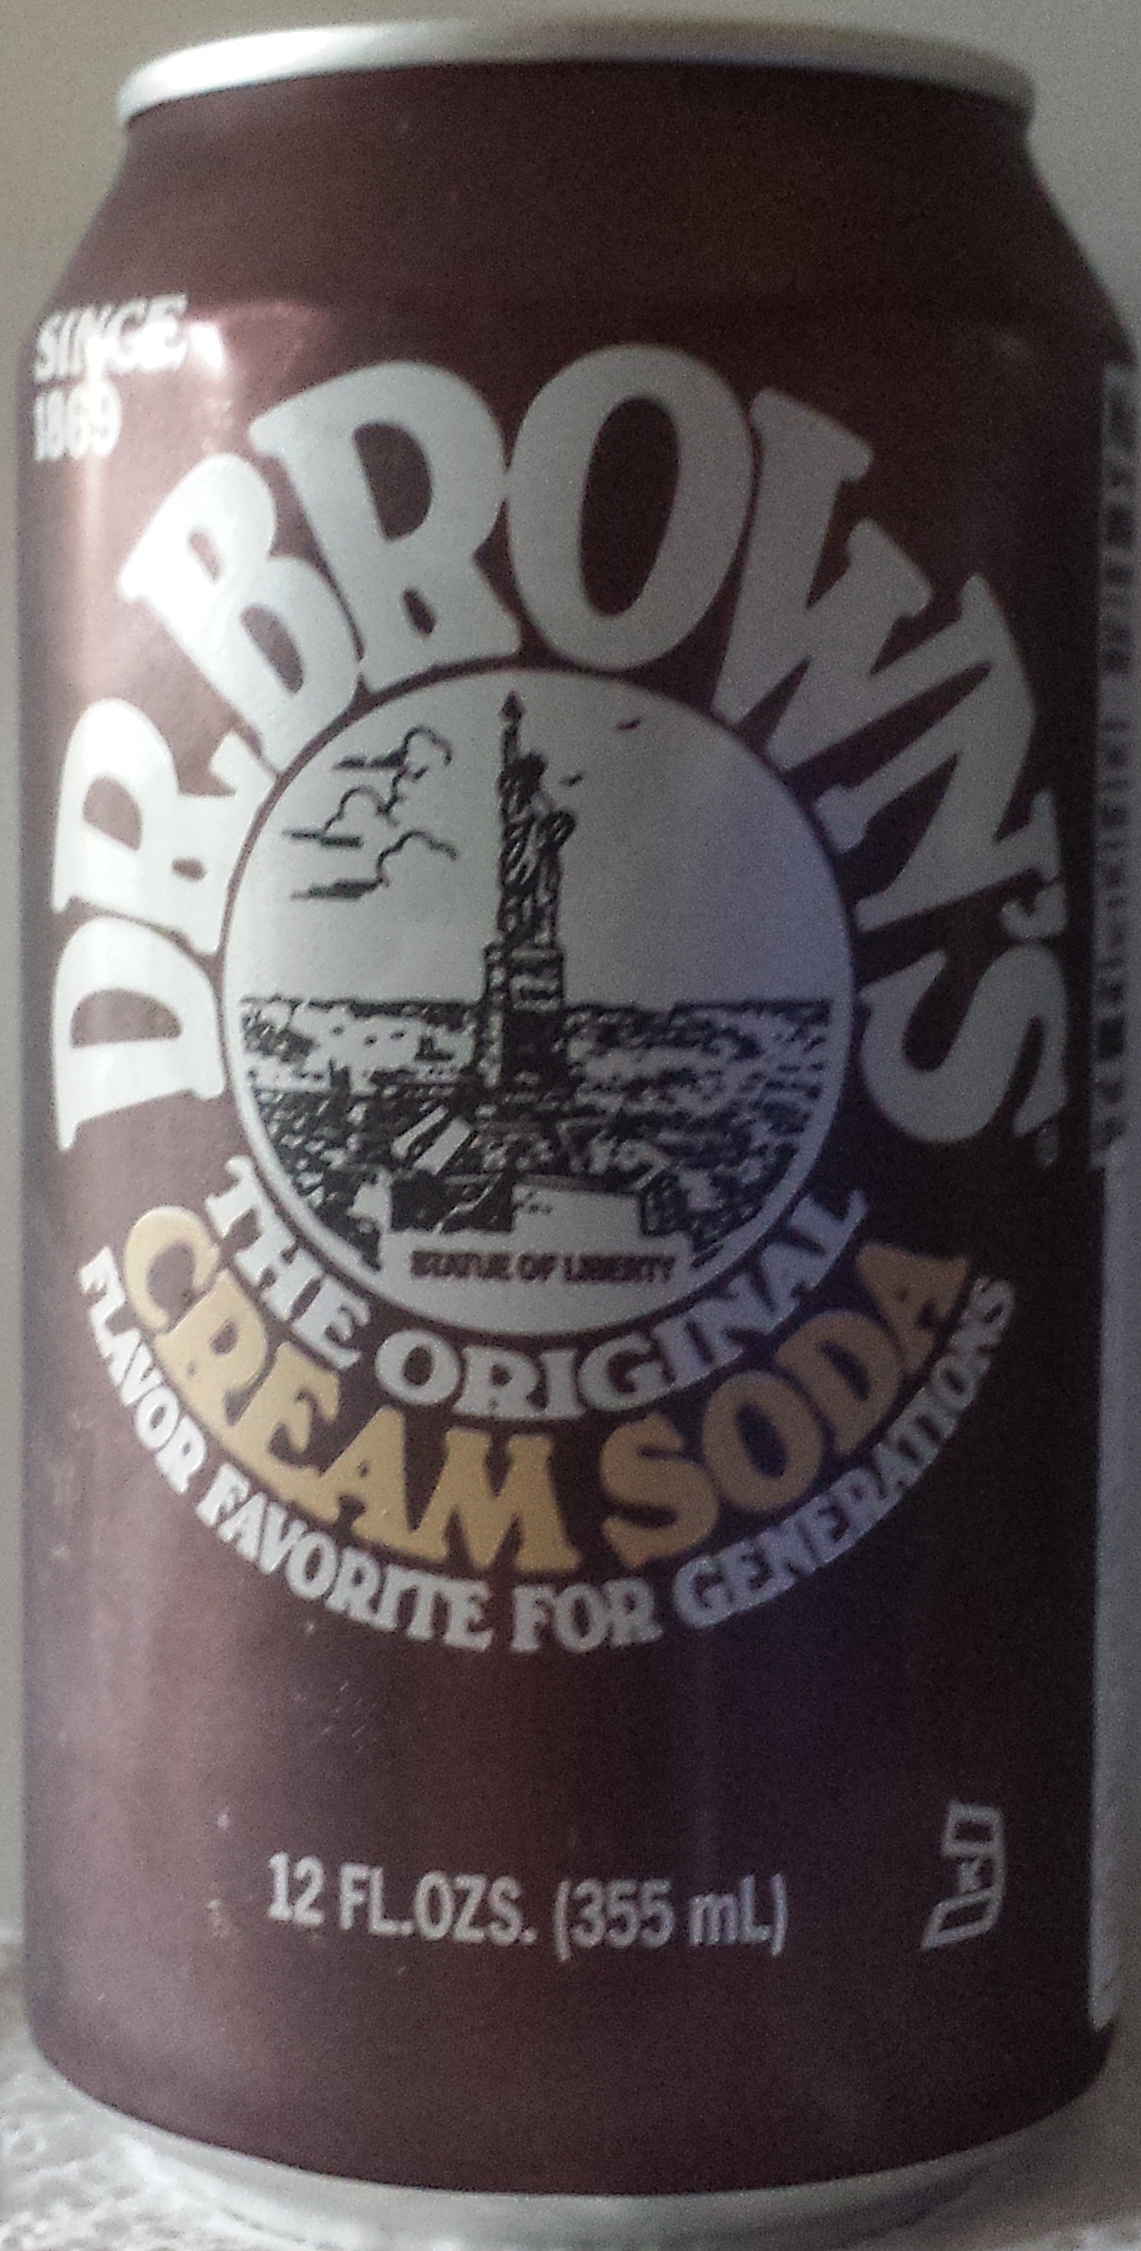 SINCE
1869
DR. BROWN'S
STATUE OF LIBERTY
THE ORIGINAL
CREAM SODA
FLAVOR FAVORITE FOR GENERATIONS
12 FL.OZS. (355 mL)